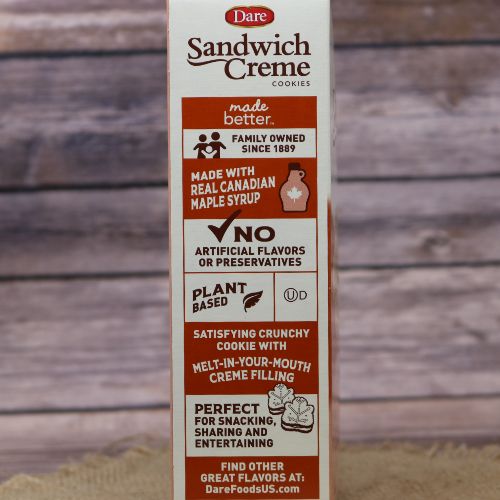 Dare
Sandwich
Creme
COOKIES
made
better™
FAMILY OWNED
SINCE 1889
MADE WITH
REAL CANADIAN
MAPLE SYRUP
NO
ARTIFICIAL FLAVORS
OR PRESERVATIVES
PLANT
BASED
U D
SATISFYING CRUNCHY
COOKIE WITH
MELT-IN-YOUR-MOUTH
CREME FILLING
PERFECT
FOR SNACKING,
SHARING AND
ENTERTAINING
FIND OTHER
GREAT FLAVORS AT:
DareFoodsUS.com